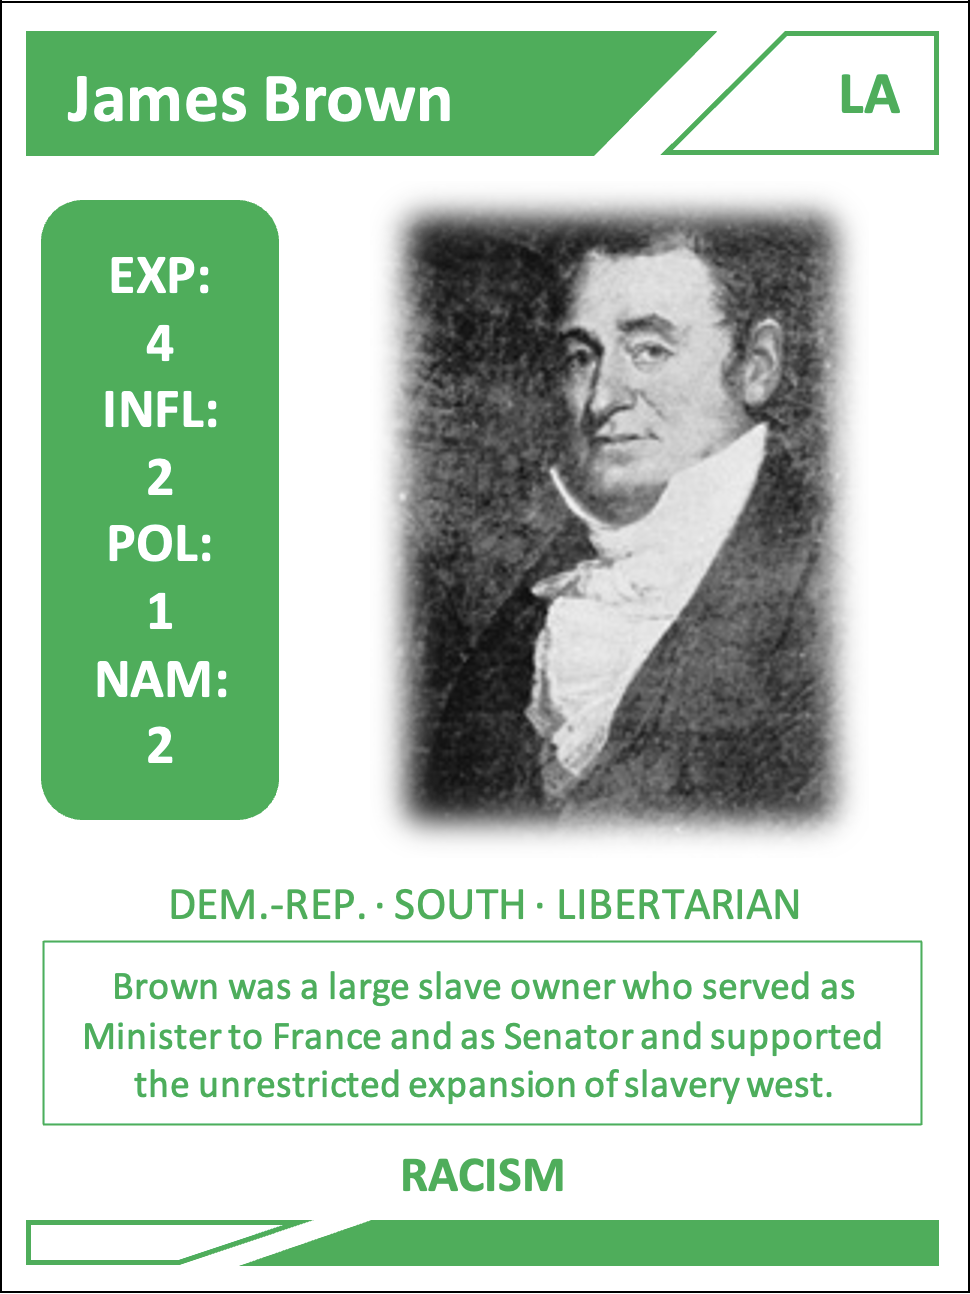 James Brown
LA
EXP:
4
INFL:
2
POL:
1
NAM:
2
DEM.-REP. · SOUTH · LIBERTARIAN
Brown was a large slave owner who served as
Minister to France and as Senator and supported
the unrestricted expansion of slavery west.
RACISM